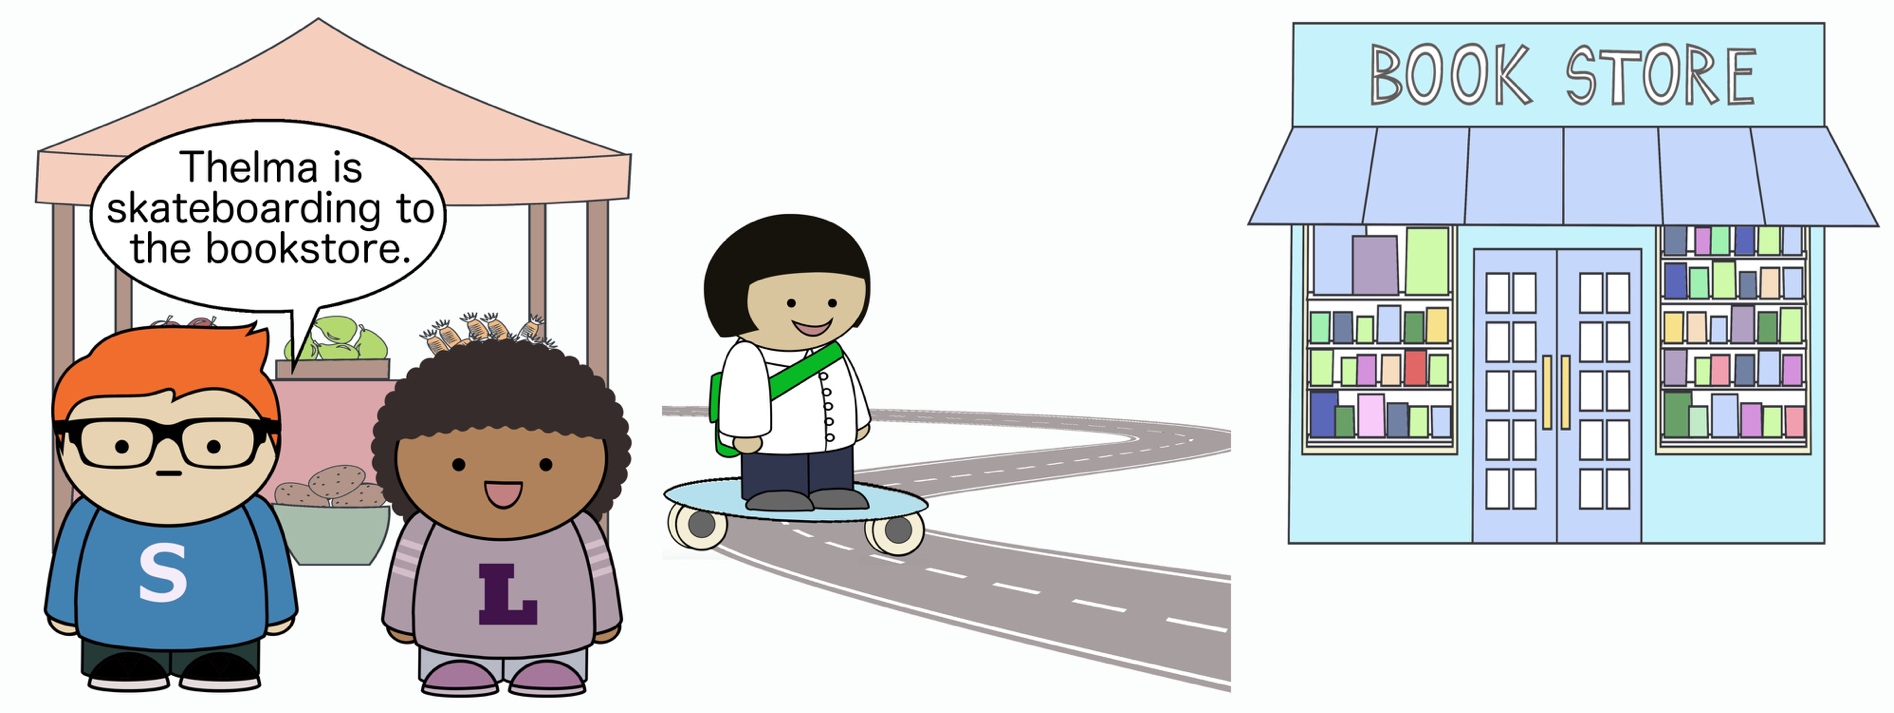 Thelma is
skateboarding to
the bookstore.
S
L
BOOK STORE